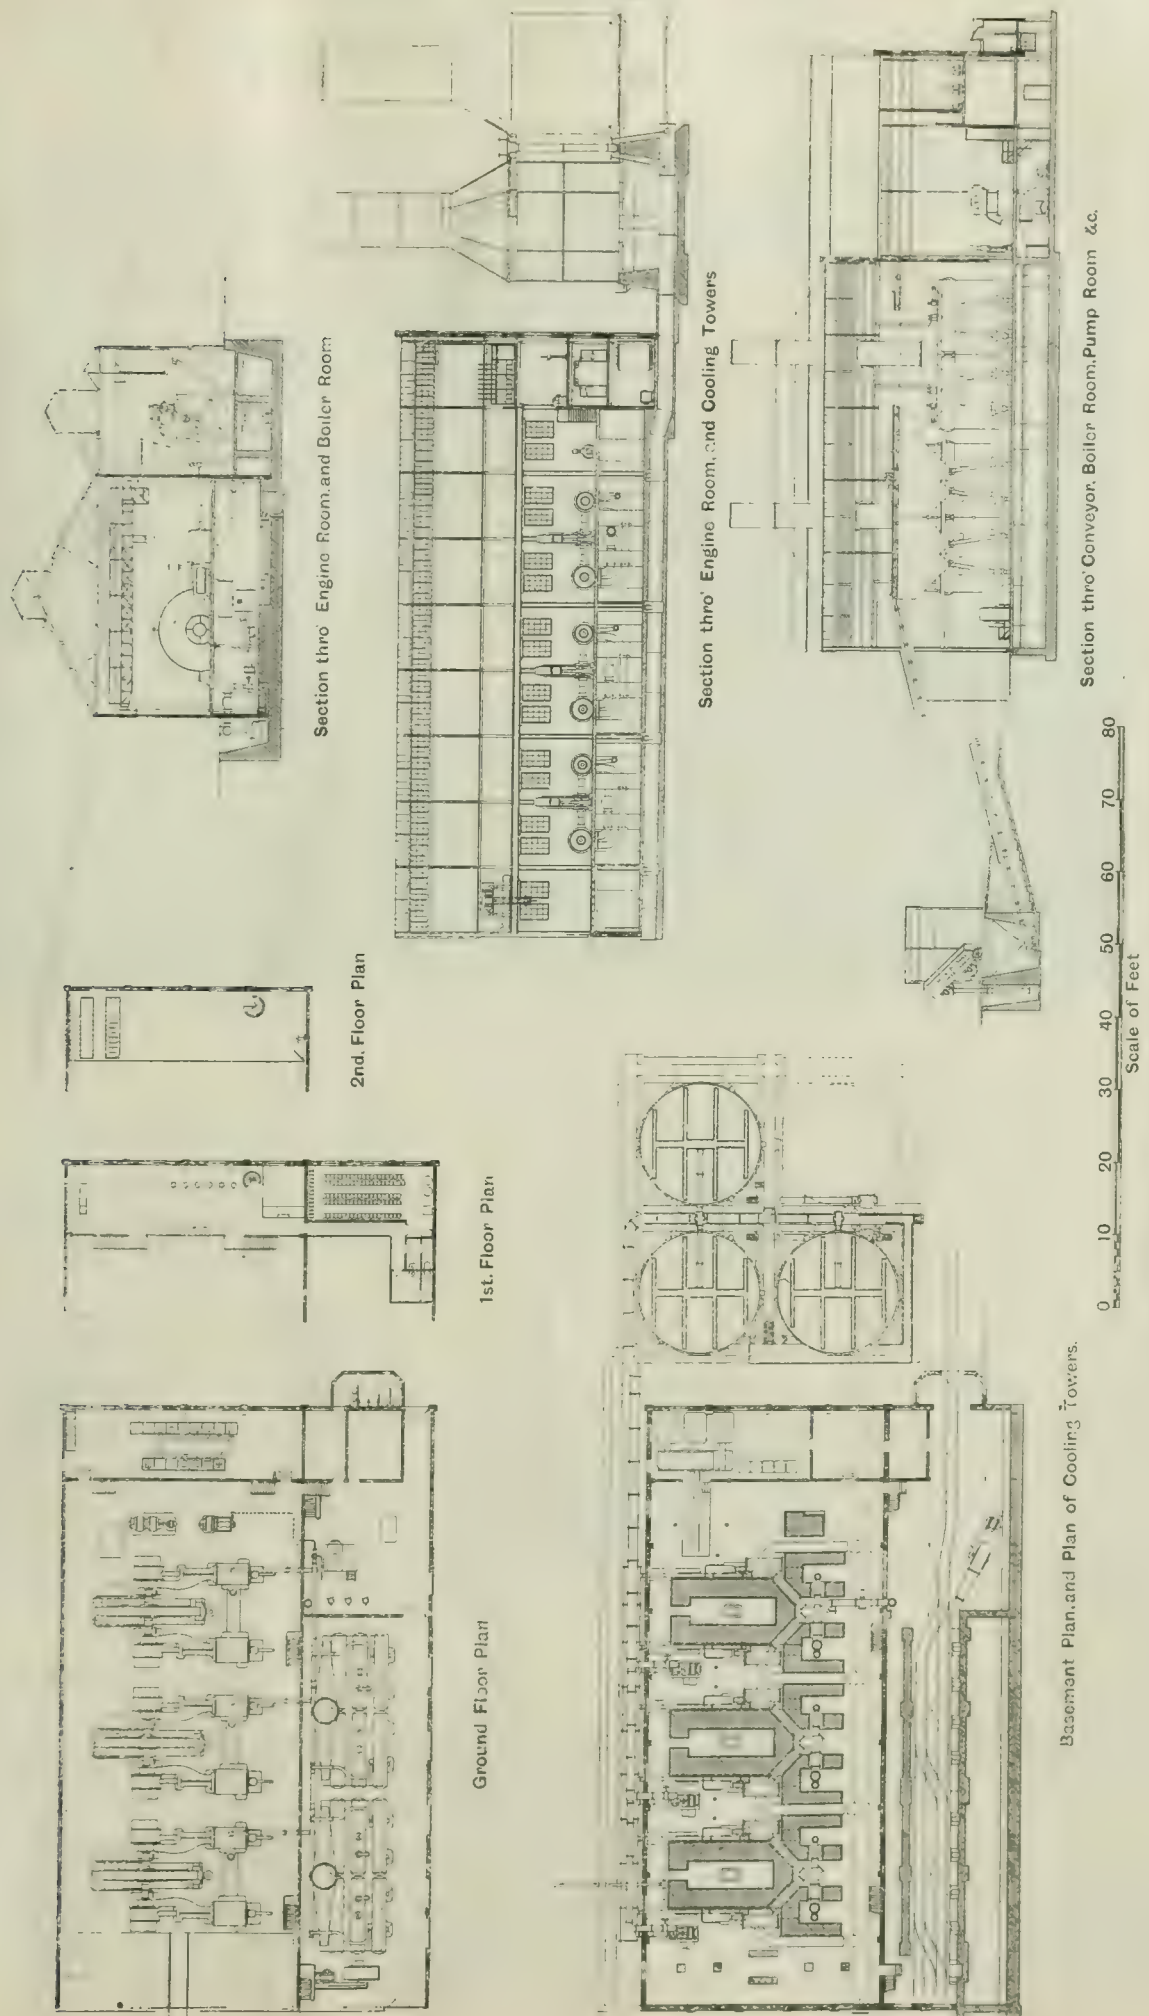 Section thro' Engine Room, and Boiler Room
Section thro' Engine Room, and Cooling Towers
Section thro' Conveyor, Boiler Room, Pump Room &c.
2nd. Floor Plan
1st. Floor Plan
Ground Floor Plan
Basement Plan, and Plan of Cooling Towers.
0 10 20 30 40 50 60 70 80
Scale of Feet